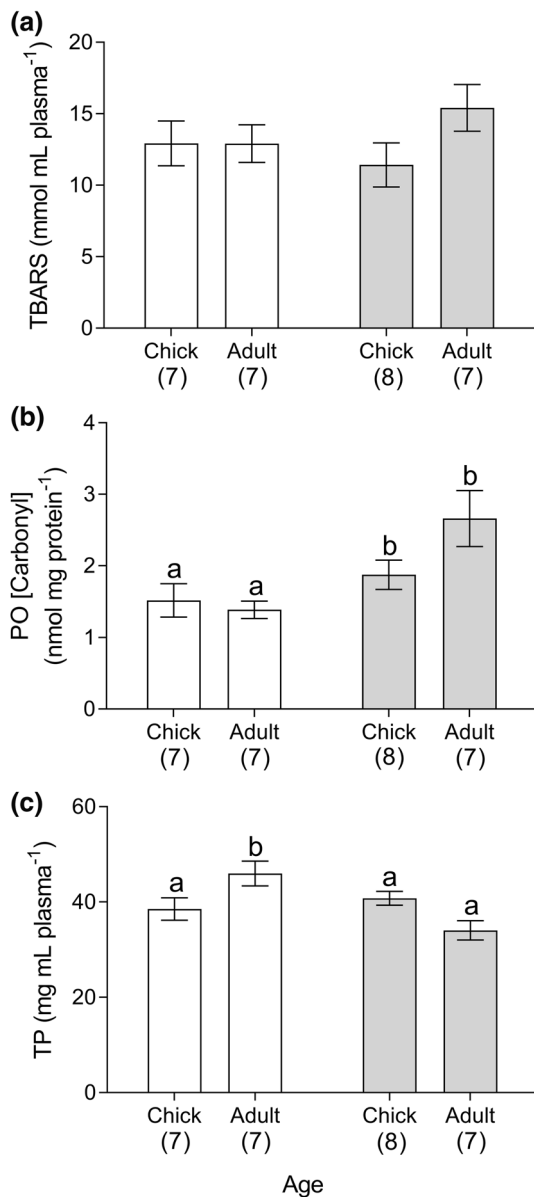 (a)
TBARS (mmol mL plasma⁻¹)
20
15
10
5
0
Chick Adult Chick Adult
(7) (7) (8) (7)
(b)
PO [Carbonyl]
(nmol mg protein⁻¹)
4
3
2
1
0
a a b b
Chick Adult Chick Adult
(7) (7) (8) (7)
(c)
TP (mg mL plasma⁻¹)
60
40
20
0
a b a a
Chick Adult Chick Adult
(7) (7) (8) (7)
Age